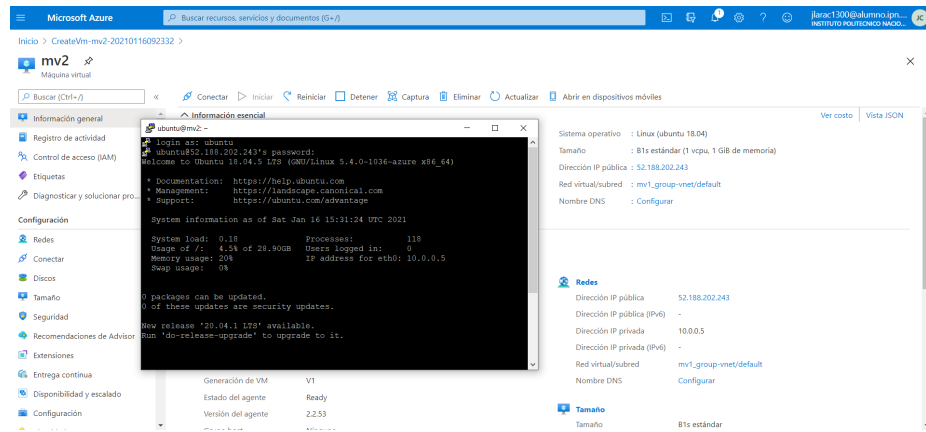 Microsoft Azure
Buscar recursos, servicios y documentos (G+/)
1
jlarac1300@alumno.ipn....
INSTITUTO POLITECNICO NACIO...
JC
Inicio > CreateVm-mv2-20210116092332 >
mv2
Máquina virtual
Buscar (Ctrl+/)
Conectar Iniciar Reiniciar Detener Captura Eliminar Actualizar Abrir en dispositivos móviles
Información general
Registro de actividad
Control de acceso (IAM)
Etiquetas
Diagnosticar y solucionar pro...
Configuración
Redes
Conectar
Discos
Tamaño
Seguridad
Recomendaciones de Advisor
Extensiones
Entrega continua
Disponibilidad y escalado
Configuración
Información esencial
Ver costo Vista JSON
ubuntu@mv2: ~
login as: ubuntu
ubuntu@52.188.202.243's password:
Welcome to Ubuntu 18.04.5 LTS (GNU/Linux 5.4.0-1036-azure x86_64)
* Documentation: https://help.ubuntu.com
* Management: https://landscape.canonical.com
* Support: https://ubuntu.com/advantage
System information as of Sat Jan 16 15:31:24 UTC 2021
System load: 0.18 Processes: 118
Usage of /: 4.5% of 28.90GB Users logged in: 0
Memory usage: 20% IP address for eth0: 10.0.0.5
Swap usage: 0%
0 packages can be updated.
0 of these updates are security updates.
New release '20.04.1 LTS' available.
Run 'do-release-upgrade' to upgrade to it.
Sistema operativo : Linux (ubuntu 18.04)
Tamaño : B1s estándar (1 vcpu, 1 GiB de memoria)
Dirección IP pública : 52.188.202.243
Red virtual/subred : mv1_group-vnet/default
Nombre DNS : Configurar
Redes
Dirección IP pública 52.188.202.243
Dirección IP pública (IPv6) -
Dirección IP privada 10.0.0.5
Dirección IP privada (IPv6) -
Red virtual/subred mv1_group-vnet/default
Nombre DNS Configurar
Tamaño
Tamaño B1s estándar
Generación de VM V1
Estado del agente Ready
Versión del agente 2.2.53